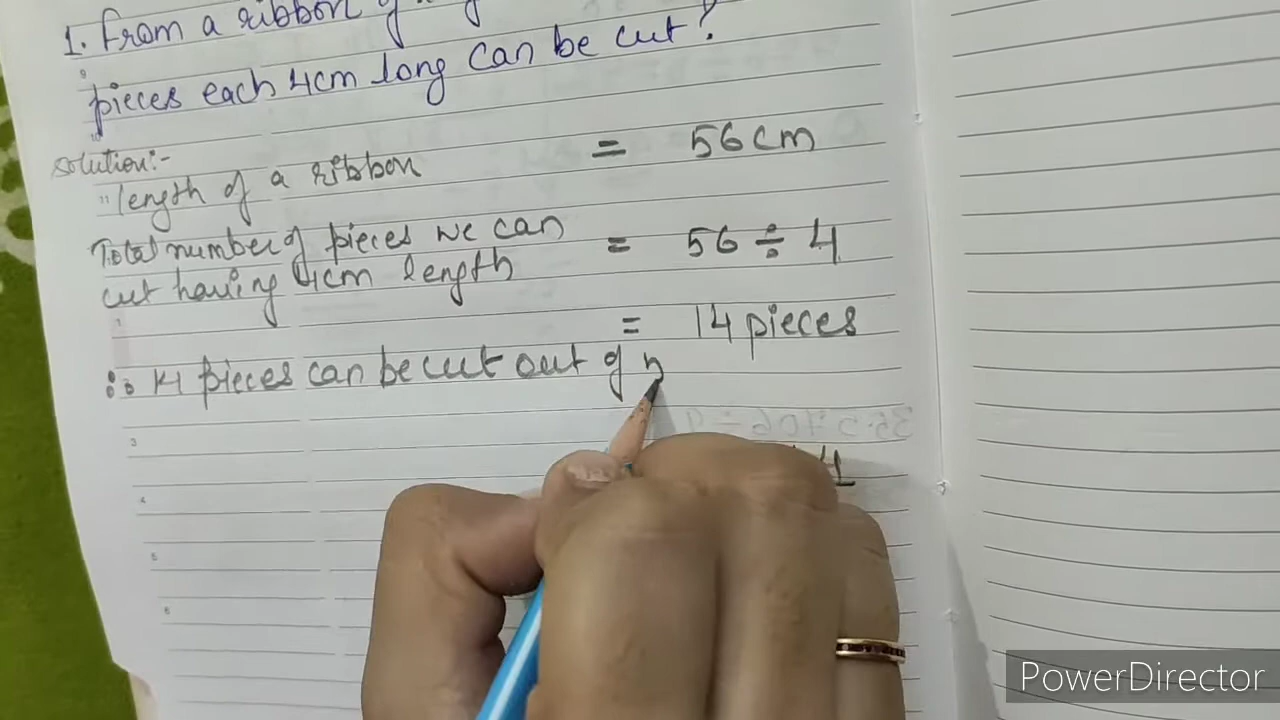 1. From a ribbon of
pieces each 4cm long can be cut?
Solution:-
length of a ribbon = 56cm
Total number of pieces we can
cut having 4cm length = 56 ÷ 4
= 14 pieces
∴ 14 pieces can be cut out of
PowerDirector